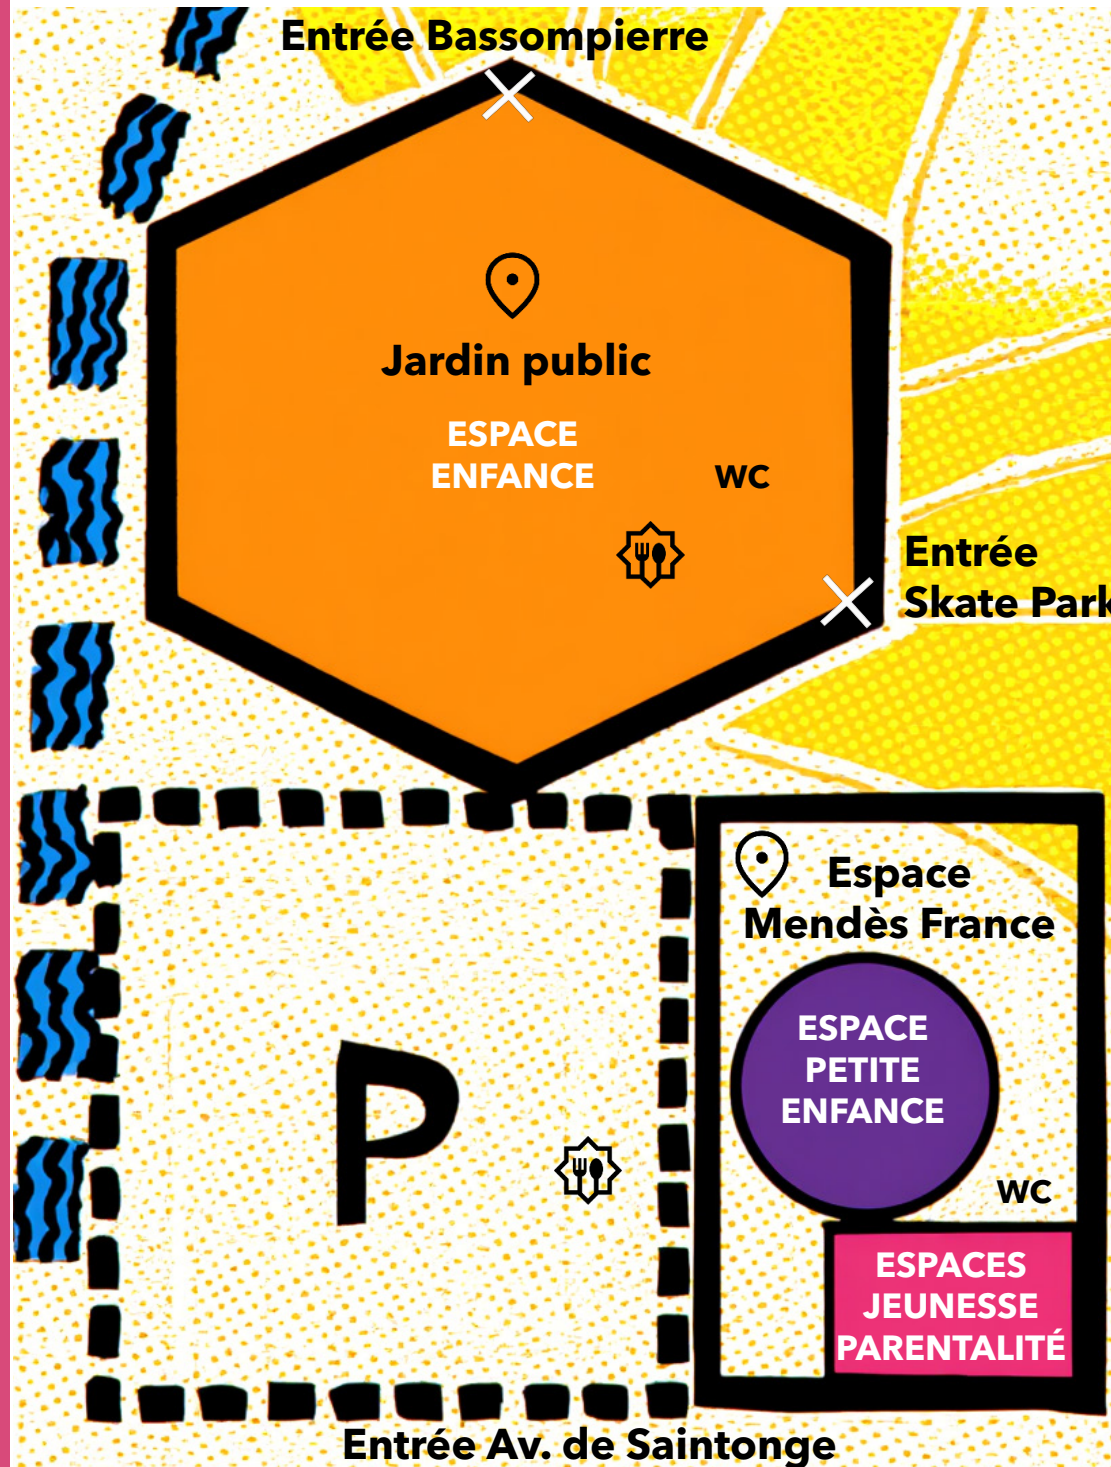 Entrée Bassompierre
Jardin public
ESPACE
ENFANCE
WC
Entrée
Skate Park
Espace
Mendès France
ESPACE
PETITE
ENFANCE
P
WC
ESPACES
JEUNESSE
PARENTALITÉ
Entrée Av. de Saintonge